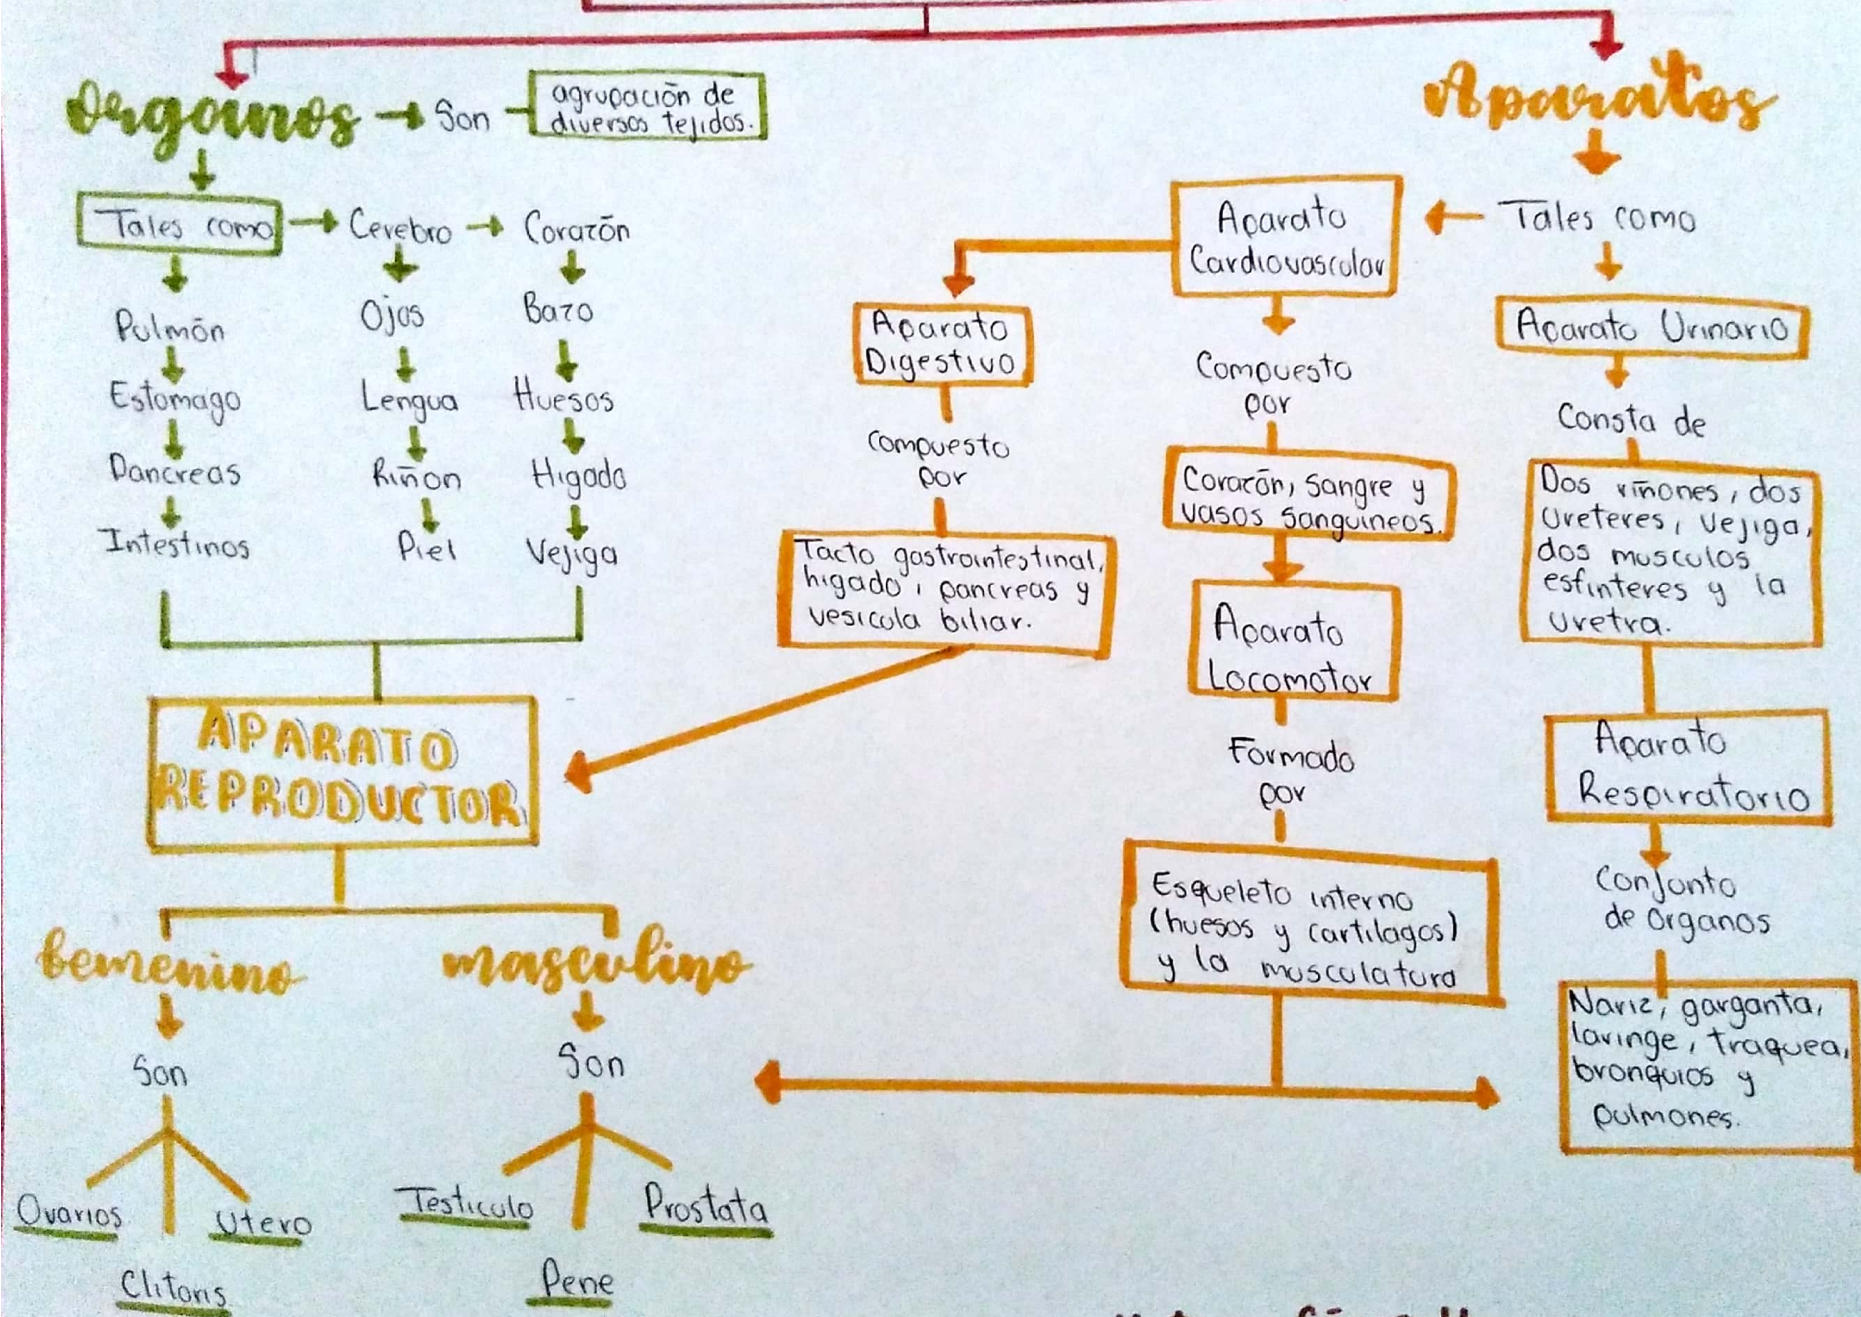 Organos → Son
agrupación de
diversos tejidos.
Tales como
Cerebro
Corazón
Pulmón
Ojos
Bazo
Estomago
Lengua
Huesos
Pancreas
Riñon
Higado
Intestinos
Piel
Vejiga
Aparatos
Tales como
Aparato
Cardiovascular
Compuesto
por
Corazón, sangre y
vasos sanguineos.
Aparato
Locomotor
Formado
por
Esqueleto interno
(huesos y cartilagos)
y la musculatura
Aparato
Digestivo
compuesto
por
Tacto gastrointestinal,
higado, pancreas y
vesicula biliar.
Aparato Urinario
Consta de
Dos riñones, dos
Ureteres, vejiga,
dos musculos
esfinteres y la
uretra.
Aparato
Respiratorio
Conjunto
de organos
Nariz, garganta,
laringe, traquea,
bronquios y
pulmones.
APARATO
REPRODUCTOR
femenino
Son
Ovarios
Clitoris
Utero
masculino
Son
Testiculo
Pene
Prostata